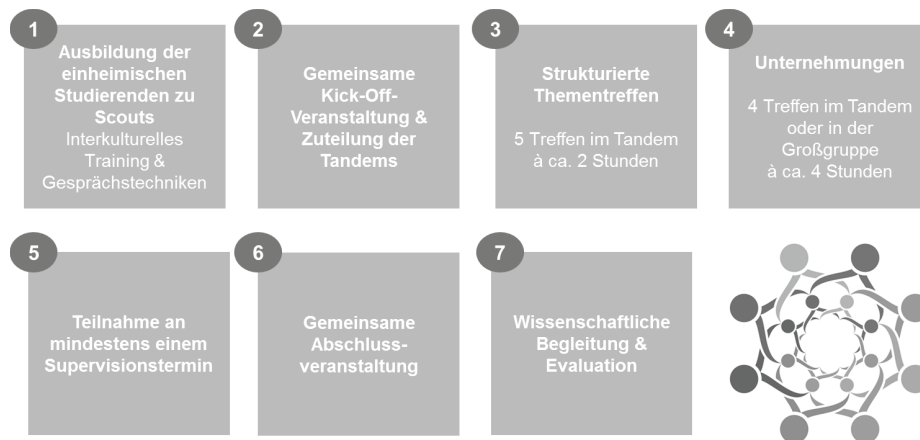 1
Ausbildung der
einheimischen
Studierenden zu
Scouts
Interkulturelles
Training &
Gesprächstechniken
2
Gemeinsame
Kick-Off-
Veranstaltung &
Zuteilung der
Tandems
3
Strukturierte
Thementreffen
5 Treffen im Tandem
à ca. 2 Stunden
4
Unternehmungen
4 Treffen im Tandem
oder in der
Großgruppe
à ca. 4 Stunden
5
Teilnahme an
mindestens einem
Supervisionstermin
6
Gemeinsame
Abschluss-
veranstaltung
7
Wissenschaftliche
Begleitung &
Evaluation